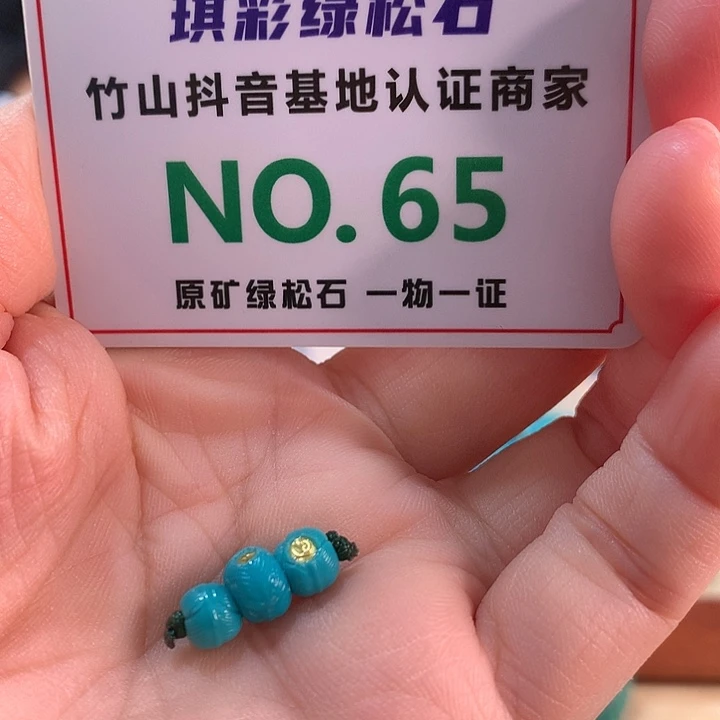 琪彩绿松石
竹山抖音基地认证商家
NO.65
原矿绿松石 一物一证